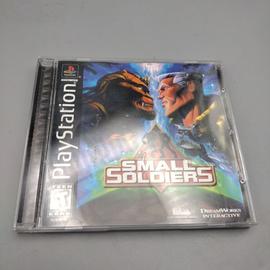 PlayStation
SMALL
SOLDIERS
TEEN
DREAMWORKS
INTERACTIVE